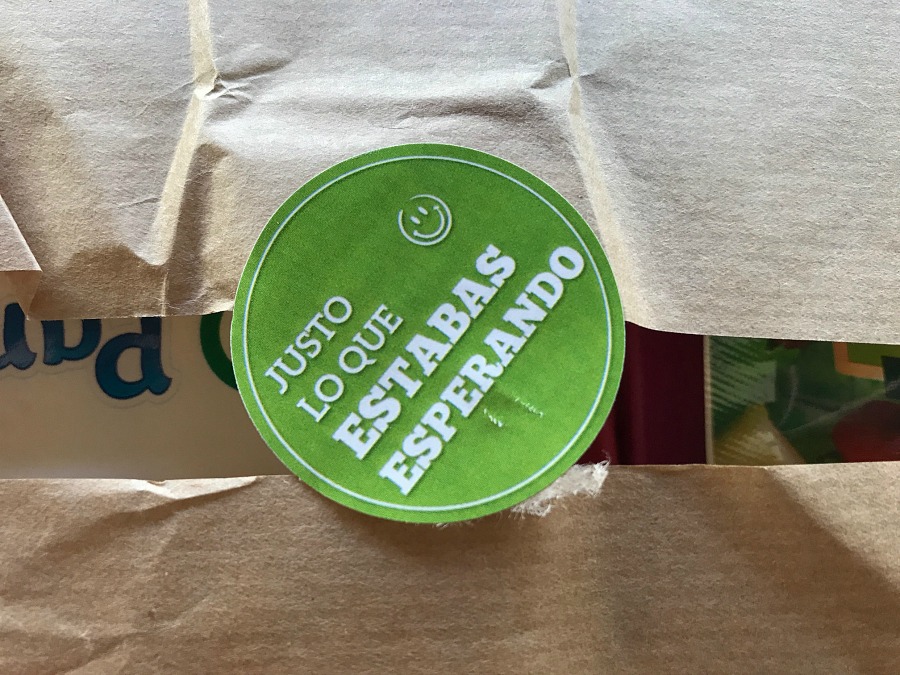 JUSTO
LO QUE
ESTABAS
ESPERANDO